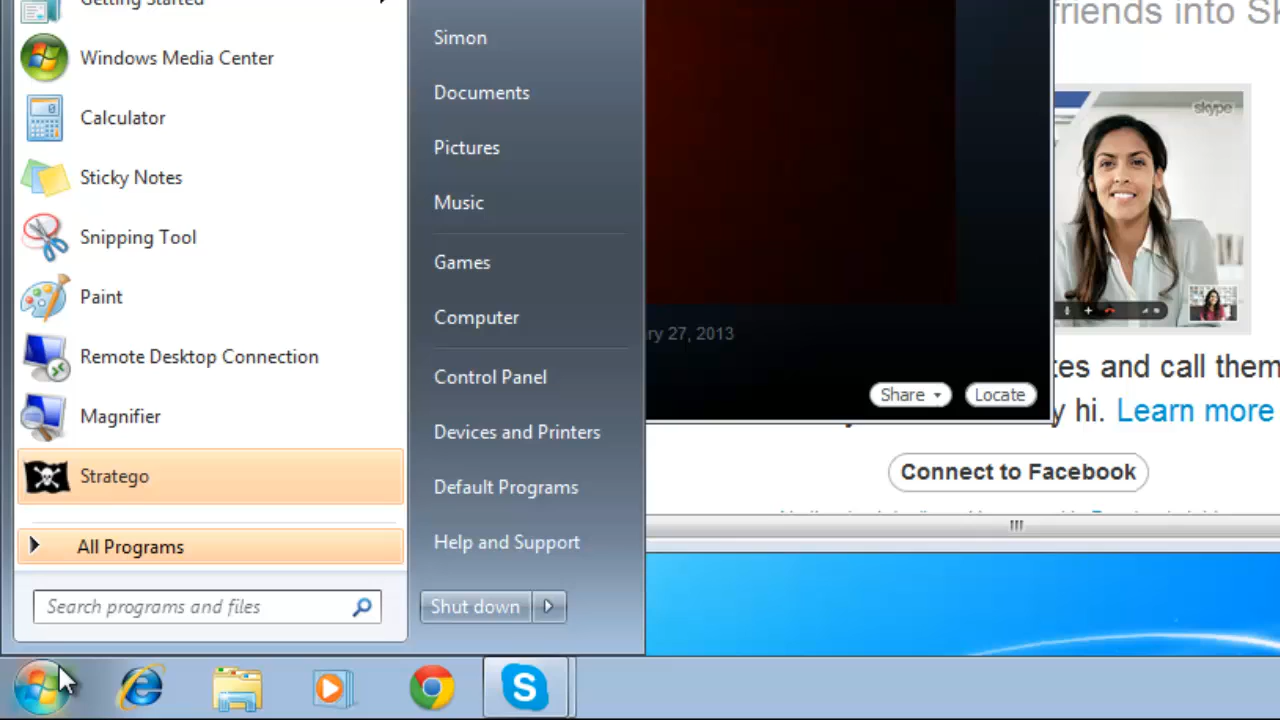 Getting Started
Windows Media Center
Calculator
Sticky Notes
Snipping Tool
Paint
Remote Desktop Connection
Magnifier
Stratego
All Programs
Search programs and files
Simon
Documents
Pictures
Music
Games
Computer
Control Panel
Devices and Printers
Default Programs
Help and Support
Shut down
ry 27, 2013
Share
Locate
friends into Sk
skype
tes and call them
y hi. Learn more
Connect to Facebook